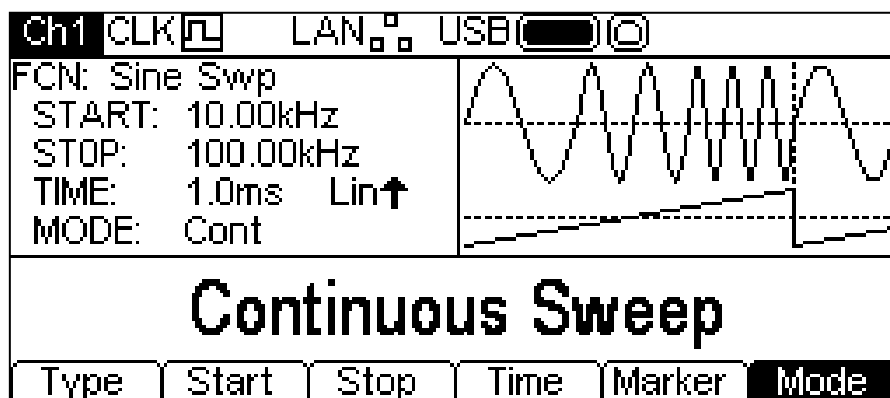 Ch1 CLK LAN USB
FCN: Sine Swp
START: 10.00kHz
STOP: 100.00kHz
TIME: 1.0ms Lin↑
MODE: Cont
Continuous Sweep
Type Start Stop Time Marker Mode